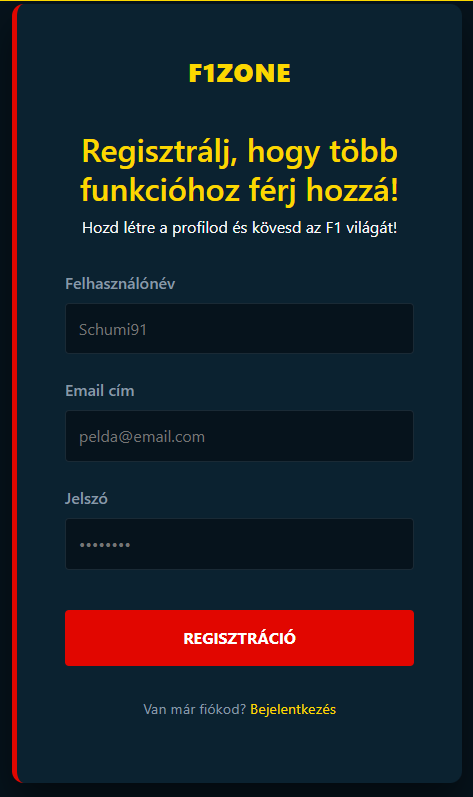 F1ZONE
Regisztrálj, hogy több
funkcióhoz férj hozzá!
Hozd létre a profilod és kövesd az F1 világát!
Felhasználónév
Schumi91
Email cím
pelda@email.com
Jelszó
••••••••
REGISZTRÁCIÓ
Van már fiókod? Bejelentkezés